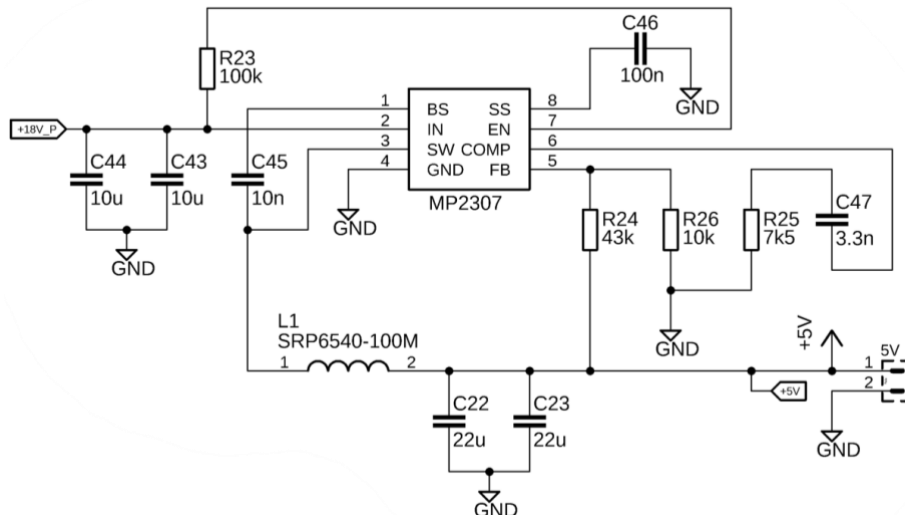 C46
100n
GND
R23
100k
+18V_P
C44
10u
C43
10u
GND
C45
10n
1
2
3
4
BS
IN
SW
GND
SS
EN
COMP
FB
8
7
6
5
MP2307
GND
R24
43k
R26
10k
R25
7k5
C47
3.3n
GND
L1
SRP6540-100M
1
2
C22
22u
C23
22u
GND
+5V
+5V
5V
1
2
GND